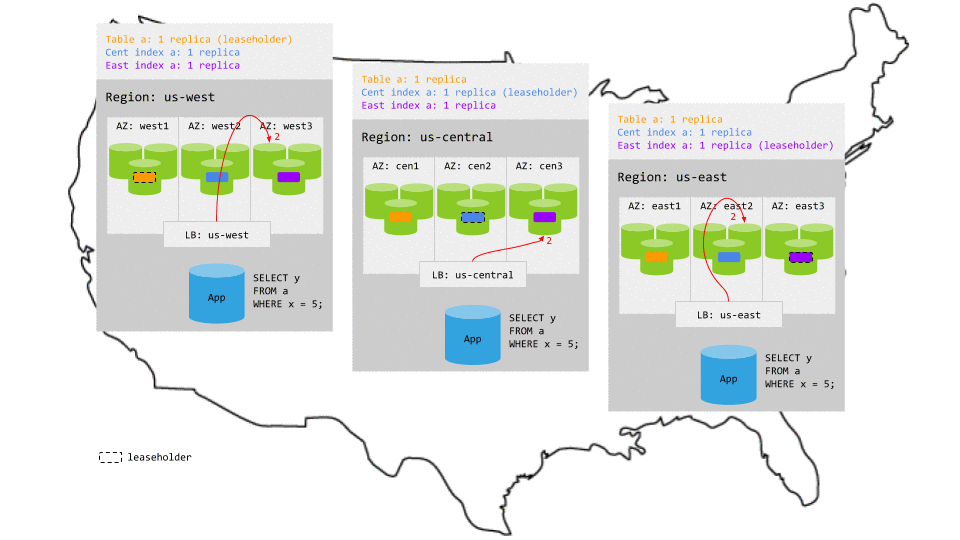 Table a: 1 replica (leaseholder)
Cent index a: 1 replica
East index a: 1 replica
Region: us-west
AZ: west1
AZ: west2
AZ: west3
2
LB: us-west
App
SELECT y
FROM a
WHERE x = 5;
Table a: 1 replica
Cent index a: 1 replica (leaseholder)
East index a: 1 replica
Region: us-central
AZ: cen1
AZ: cen2
AZ: cen3
2
LB: us-central
App
SELECT y
FROM a
WHERE x = 5;
Table a: 1 replica
Cent index a: 1 replica
East index a: 1 replica (leaseholder)
Region: us-east
AZ: east1
AZ: east2
AZ: east3
2
LB: us-east
App
SELECT y
FROM a
WHERE x = 5;
leaseholder